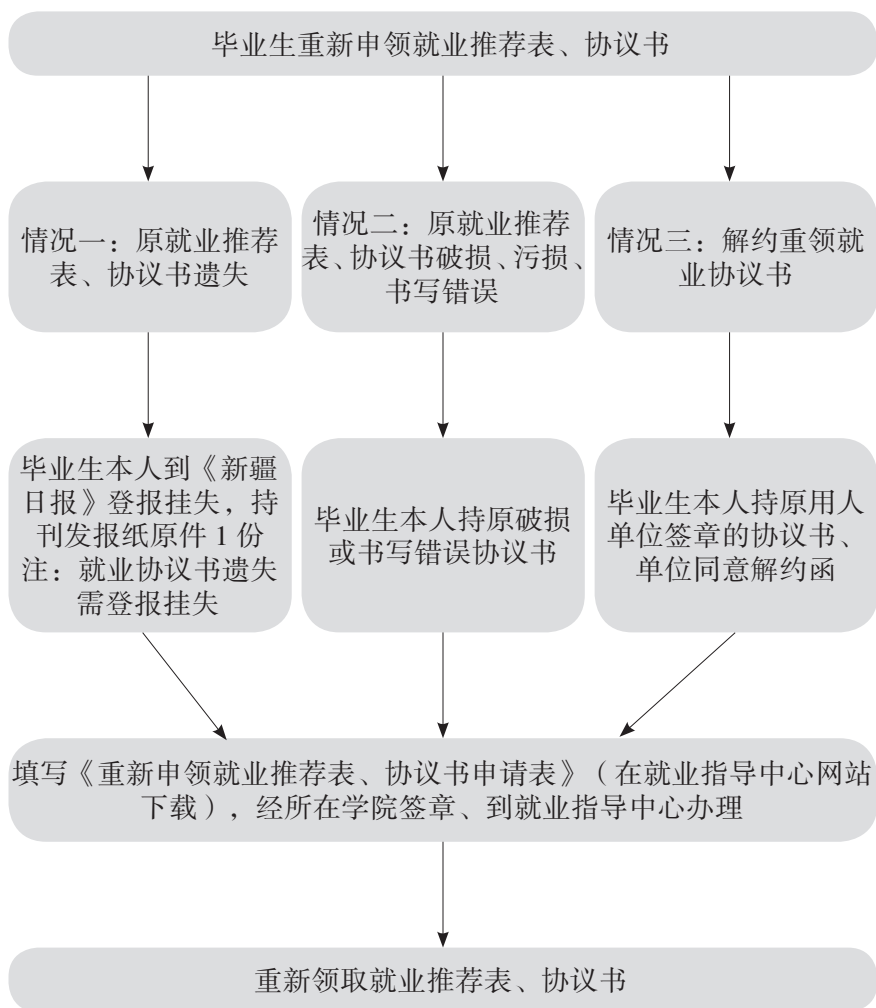 毕业生重新申领就业推荐表、协议书
情况一：原就业推荐
表、协议书遗失
情况二：原就业推荐
表、协议书破损、污损、
书写错误
情况三：解约重领就
业协议书
毕业生本人到《新疆
日报》登报挂失，持
刊发报纸原件 1 份
注：就业协议书遗失
需登报挂失
毕业生本人持原破损
或书写错误协议书
毕业生本人持原用人
单位签章的协议书、
单位同意解约函
填写《重新申领就业推荐表、协议书申请表》（在就业指导中心网站
下载），经所在学院签章、到就业指导中心办理
重新领取就业推荐表、协议书